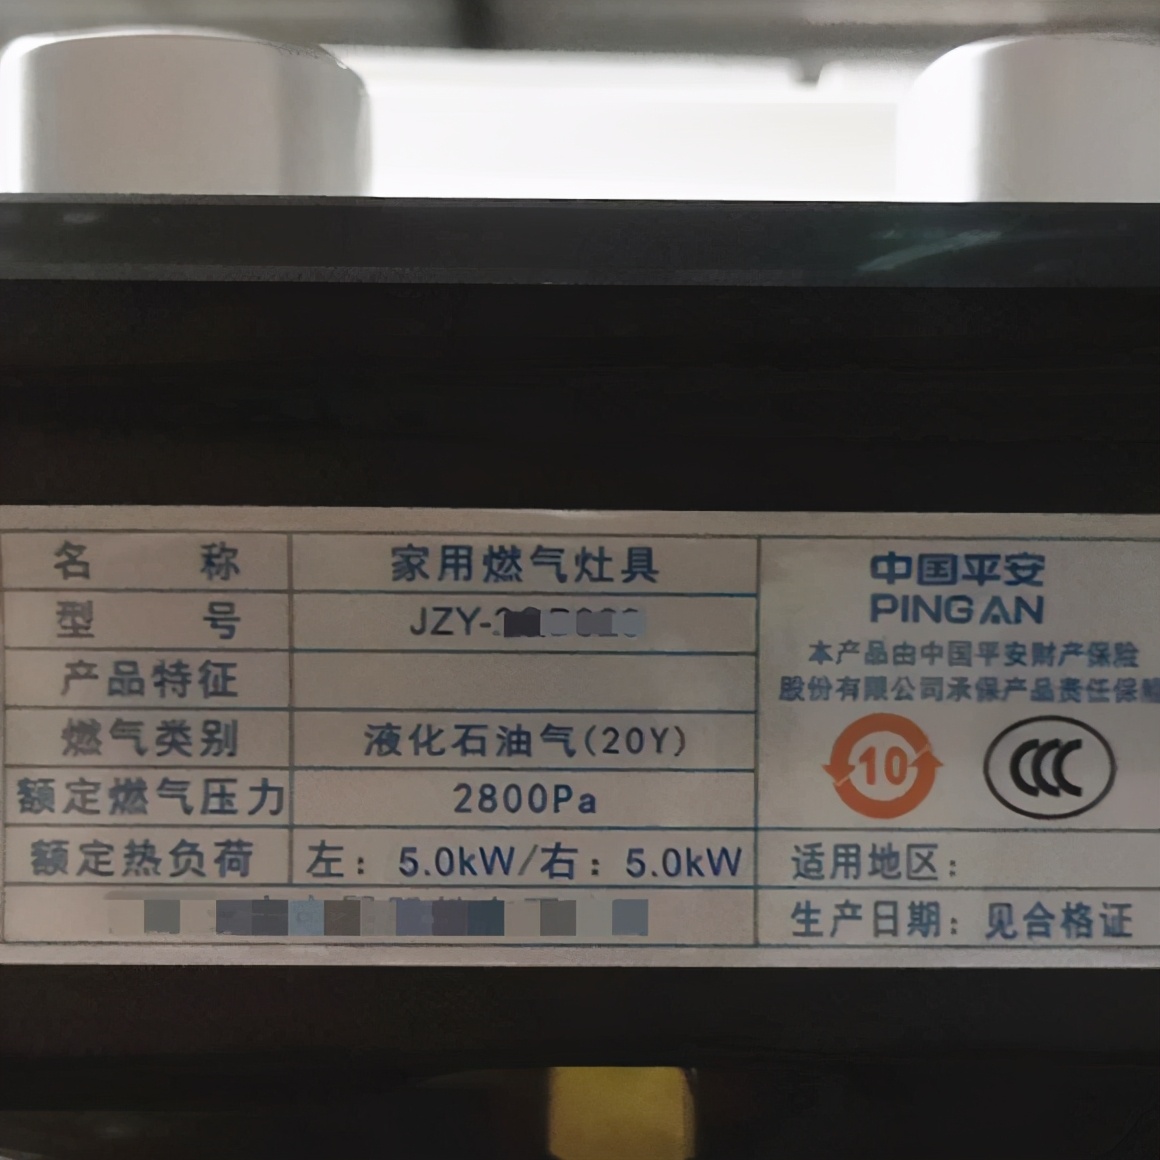 名 称 家用燃气灶具
型 号 JZY-
产品特征
燃气类别 液化石油气(20Y)
额定燃气压力 2800Pa
额定热负荷 左：5.0kW/右：5.0kW
中国平安
PING AN
本产品由中国平安财产保险
股份有限公司承保产品责任保
10
CCC
适用地区：
生产日期：见合格证